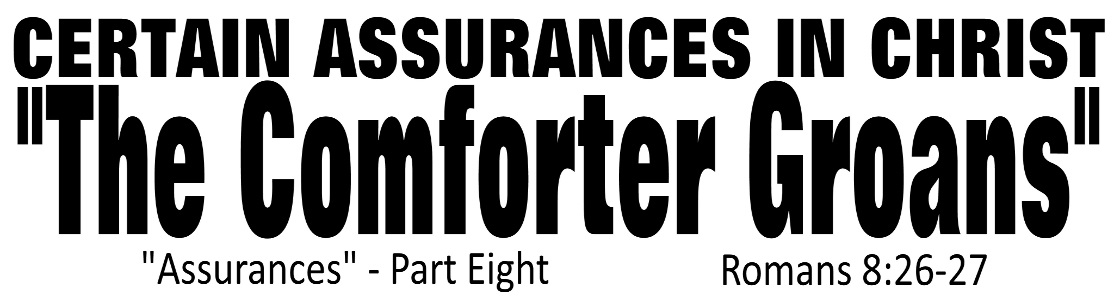 CERTAIN ASSURANCES IN CHRIST
"The Comforter Groans"
"Assurances" - Part Eight Romans 8:26-27